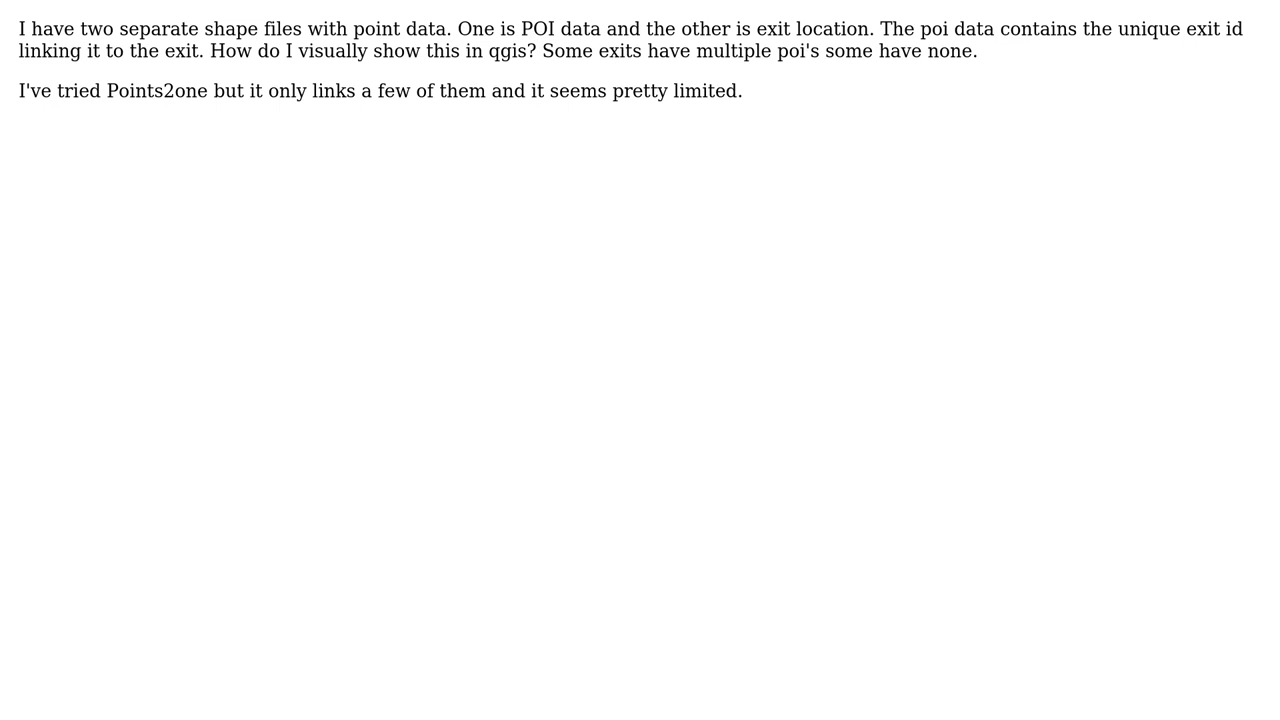 I have two separate shape files with point data. One is POI data and the other is exit location. The poi data contains the unique exit id
linking it to the exit. How do I visually show this in qgis? Some exits have multiple poi's some have none.
I've tried Points2one but it only links a few of them and it seems pretty limited.